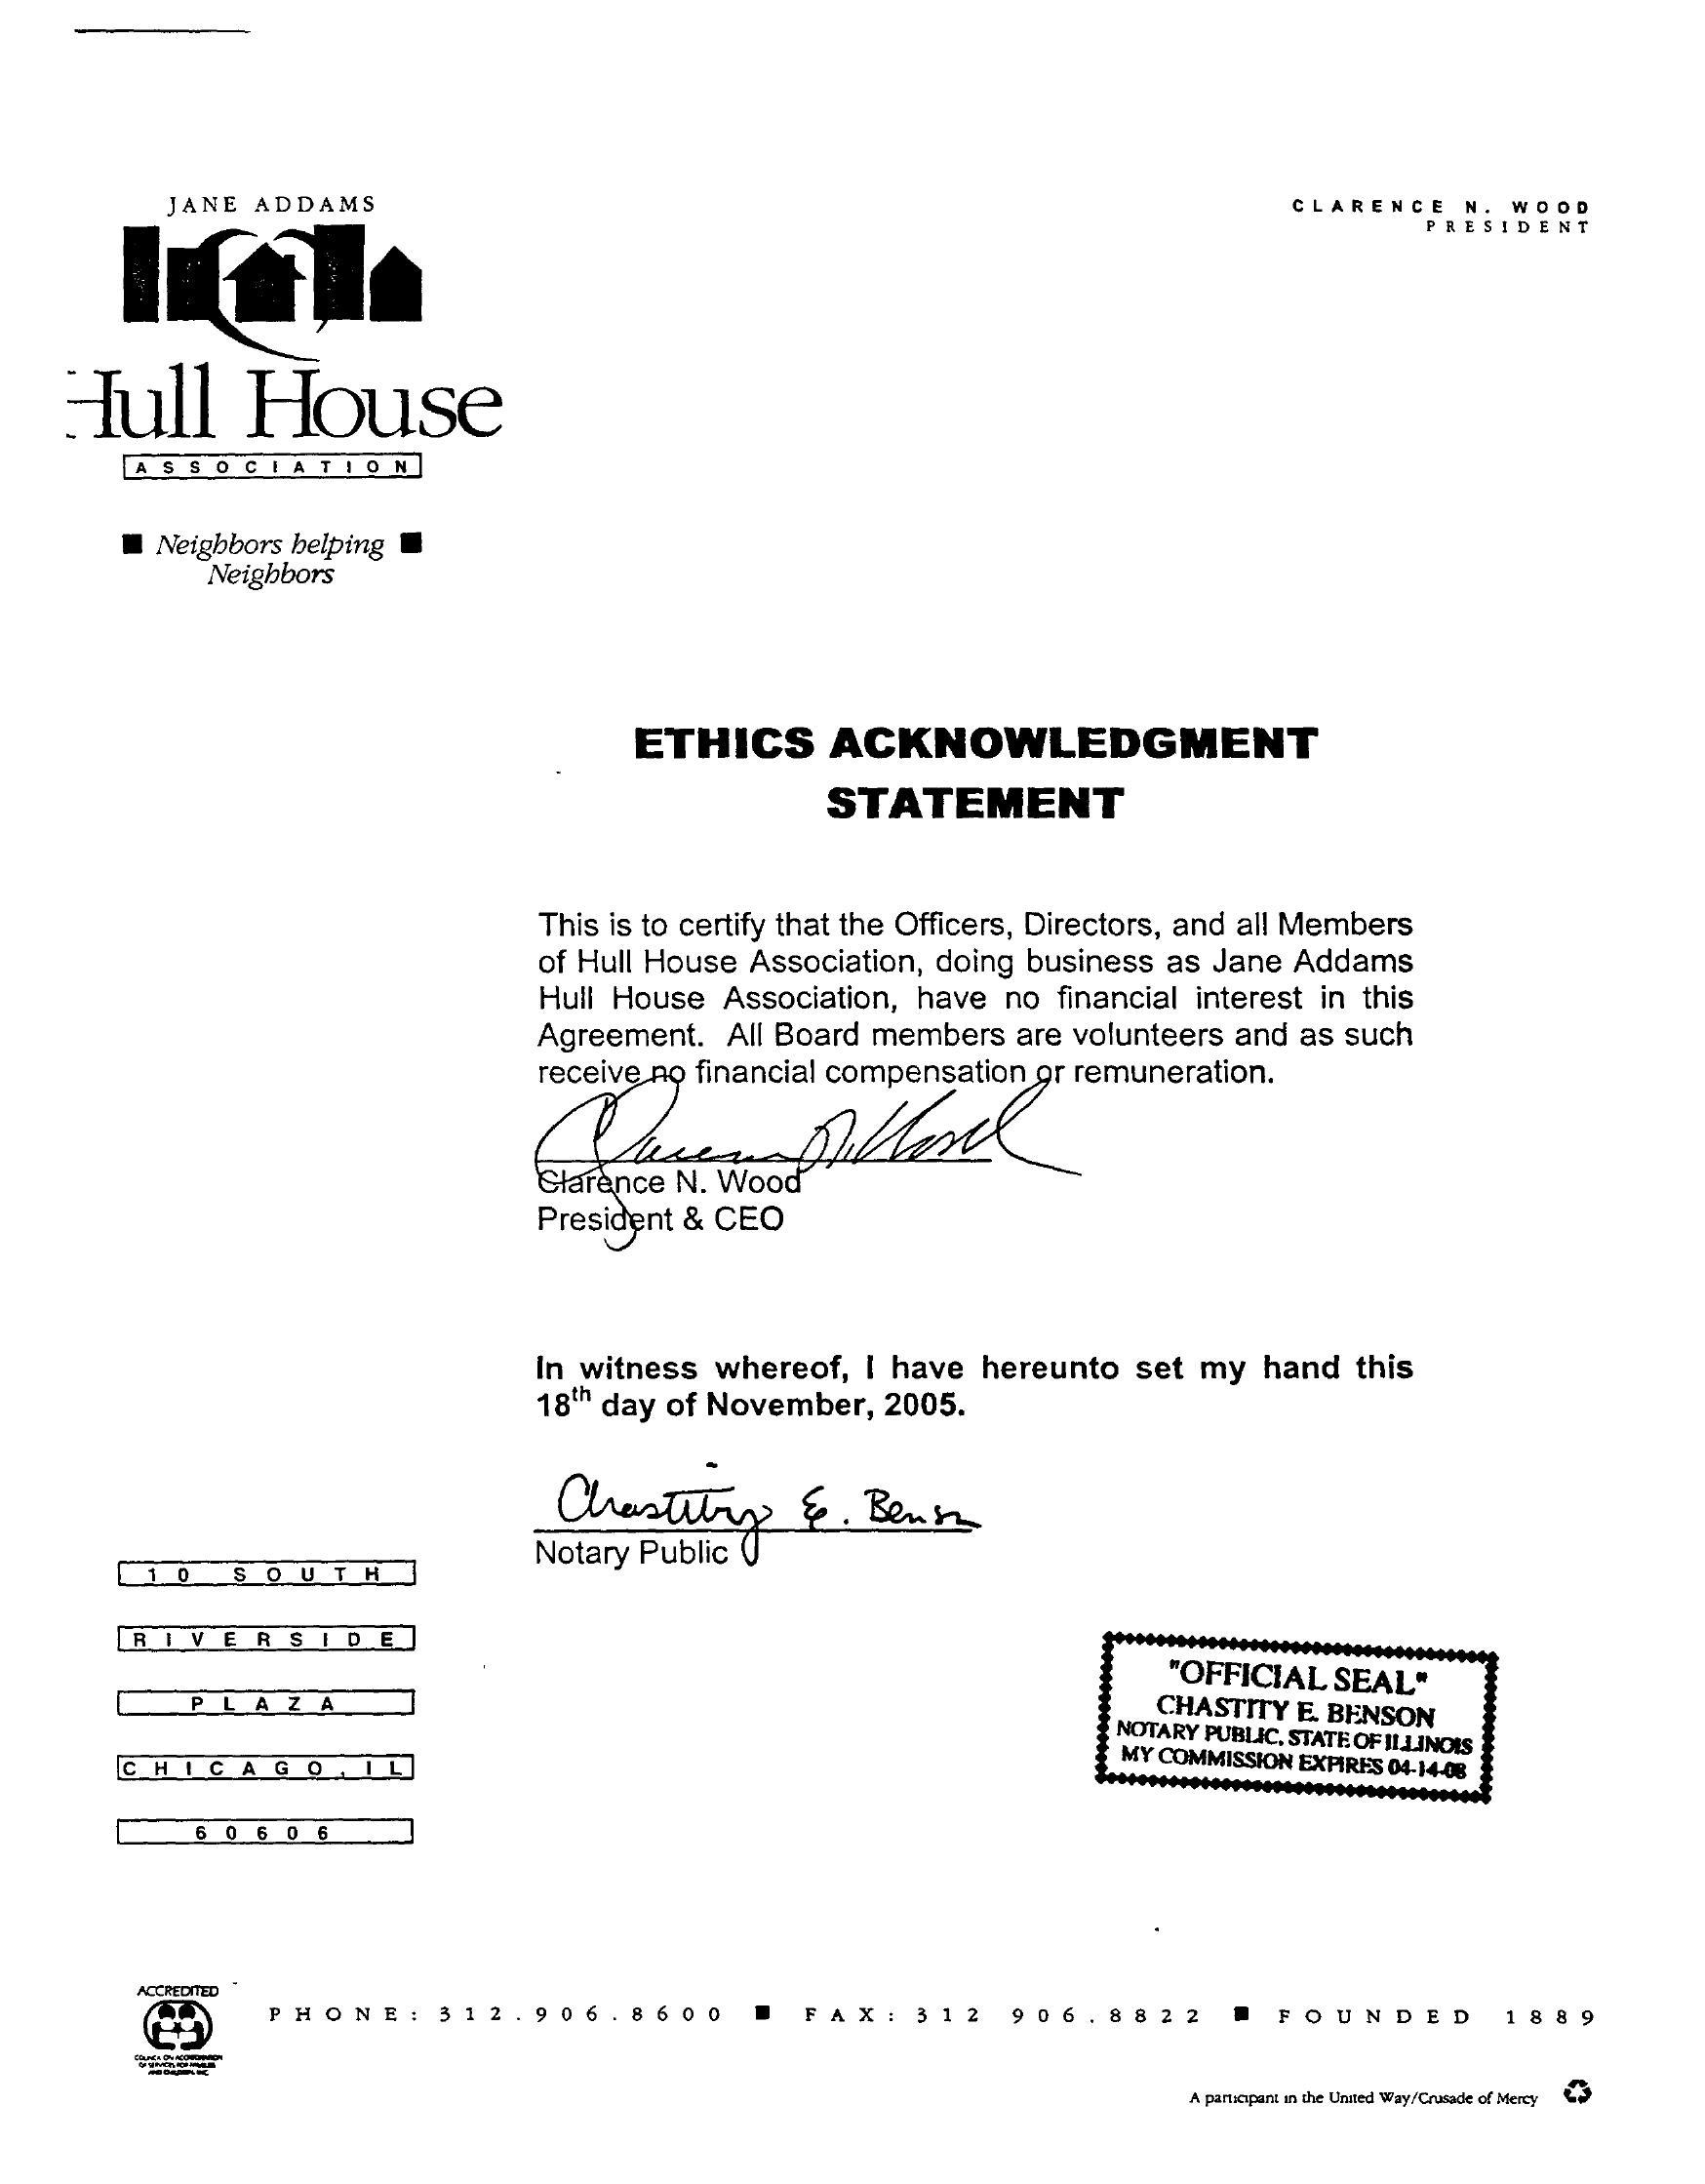 JANE ADDAMS
CLARENCE N. WOOD
PRESIDENT
Hull House
ASSOCIATION
■ Neighbors helping ■
Neighbors
ETHICS ACKNOWLEDGMENT
STATEMENT
This is to certify that the Officers, Directors, and all Members
of Hull House Association, doing business as Jane Addams
Hull House Association, have no financial interest in this
Agreement. All Board members are volunteers and as such
receive no financial compensation or remuneration.
Clarence N. Wood
Clarence N. Wood
President & CEO
In witness whereof, I have hereunto set my hand this
18th day of November, 2005.
Chastity E. Benson
Notary Public
10 SOUTH
RIVERSIDE
PLAZA
CHICAGO, IL
60606
"OFFICIAL SEAL"
CHASTITY E. BENSON
NOTARY PUBLIC, STATE OF ILLINOIS
MY COMMISSION EXPIRES 04-14-08
ACCREDITED
COUNCIL ON ACCREDITATION
OF SERVICES FOR FAMILIES
AND CHILDREN, INC.
PHONE: 312.906.8600 ■ FAX: 312 906.8822 ■ FOUNDED 1889
A participant in the United Way/Crusade of Mercy